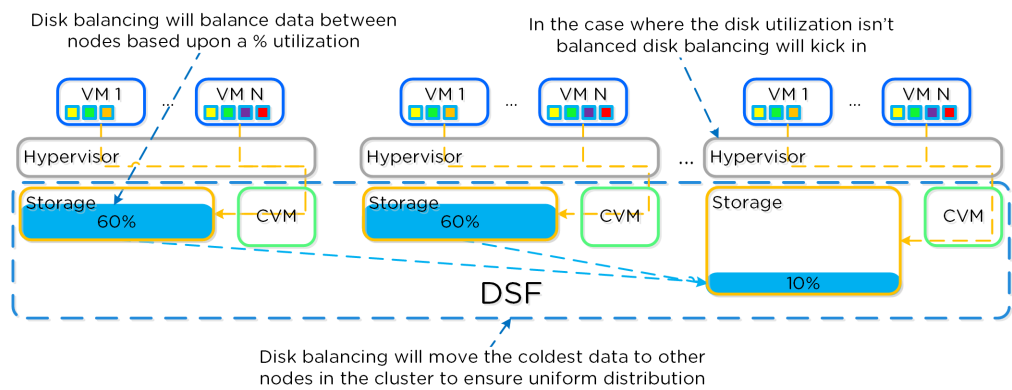 Disk balancing will balance data between
nodes based upon a % utilization
In the case where the disk utilization isn't
balanced disk balancing will kick in
VM 1 ... VM N VM 1 ... VM N VM 1 ... VM N
Hypervisor Hypervisor ... Hypervisor
Storage CVM Storage CVM Storage CVM
60% 60%
10%
DSF
Disk balancing will move the coldest data to other
nodes in the cluster to ensure uniform distribution